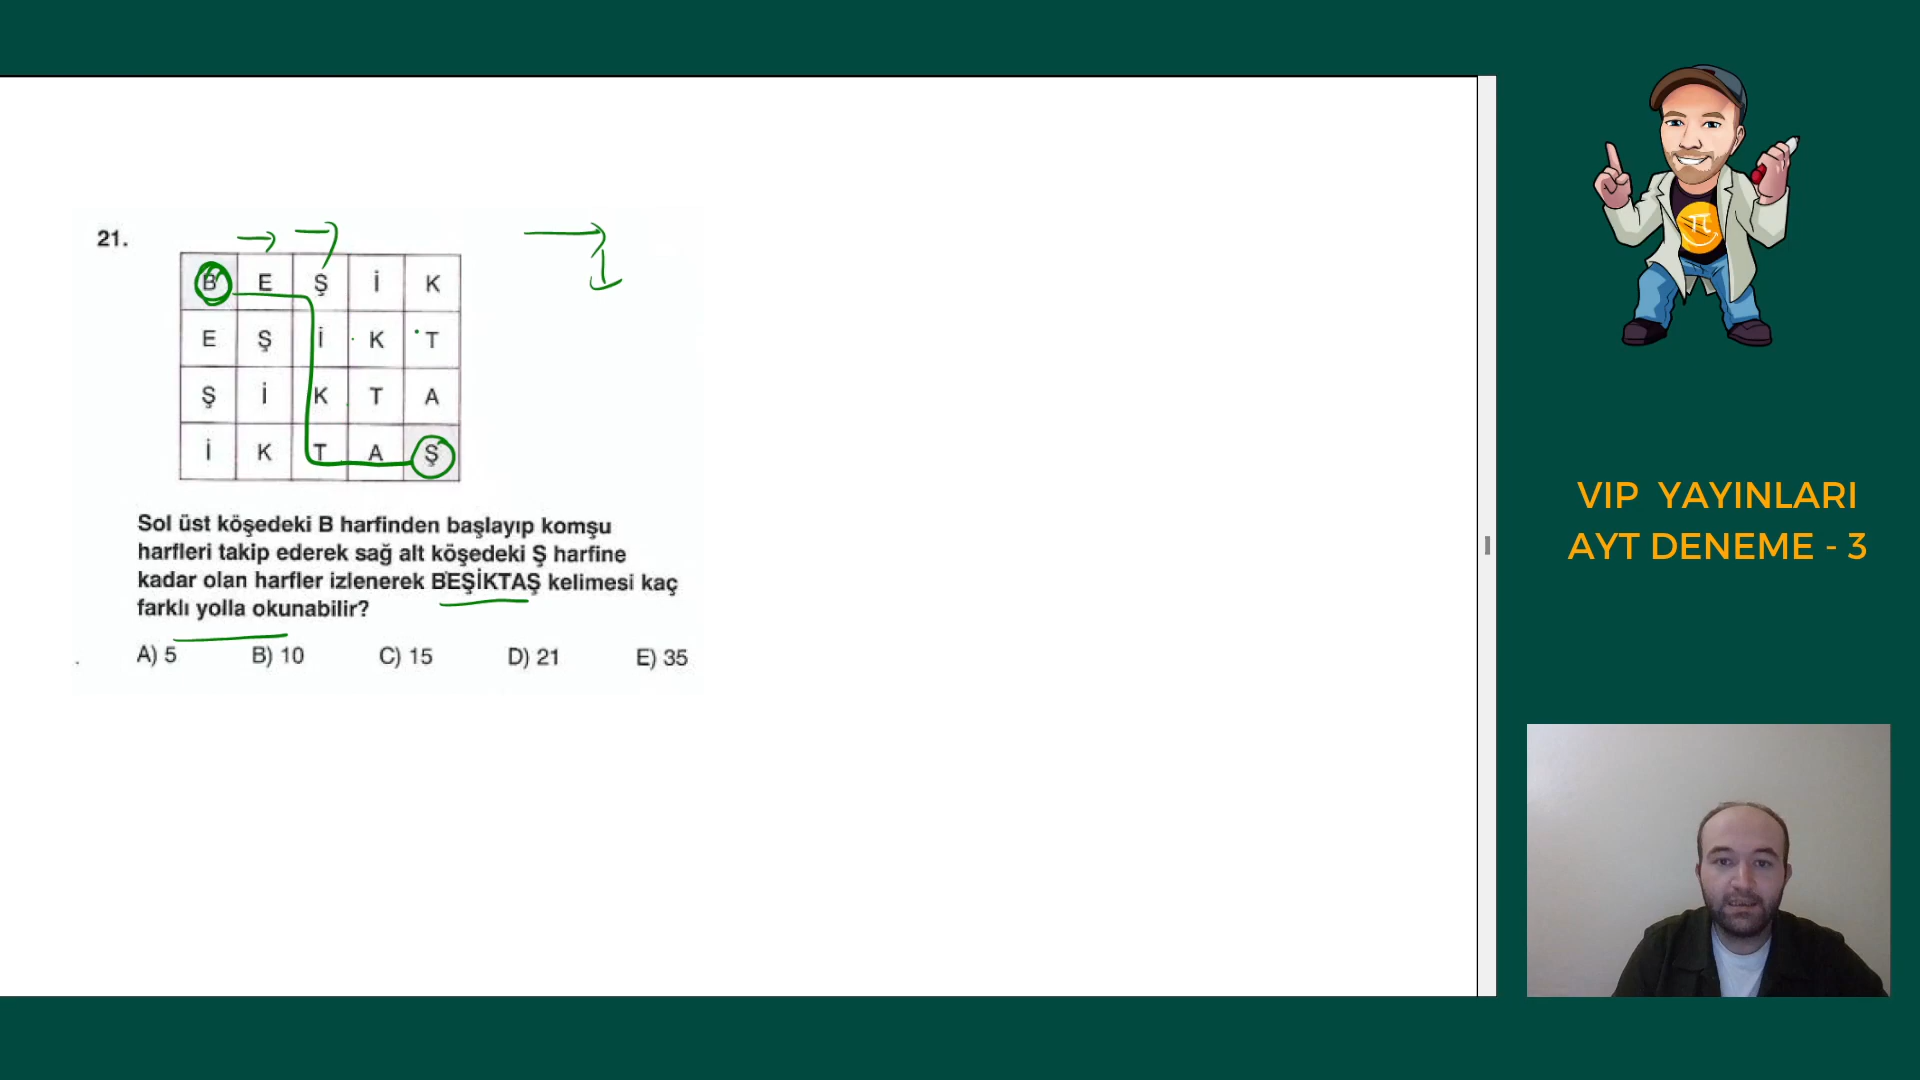 21.
B E Ş İ K
E Ş İ K T
Ş İ K T A
İ K T A Ş
Sol üst köşedeki B harfinden başlayıp komşu
harfleri takip ederek sağ alt köşedeki Ş harfine
kadar olan harfler izlenerek BEŞİKTAŞ kelimesi kaç
farklı yolla okunabilir?
A) 5 B) 10 C) 15 D) 21 E) 35
π
VIP YAYINLARI
AYT DENEME - 3